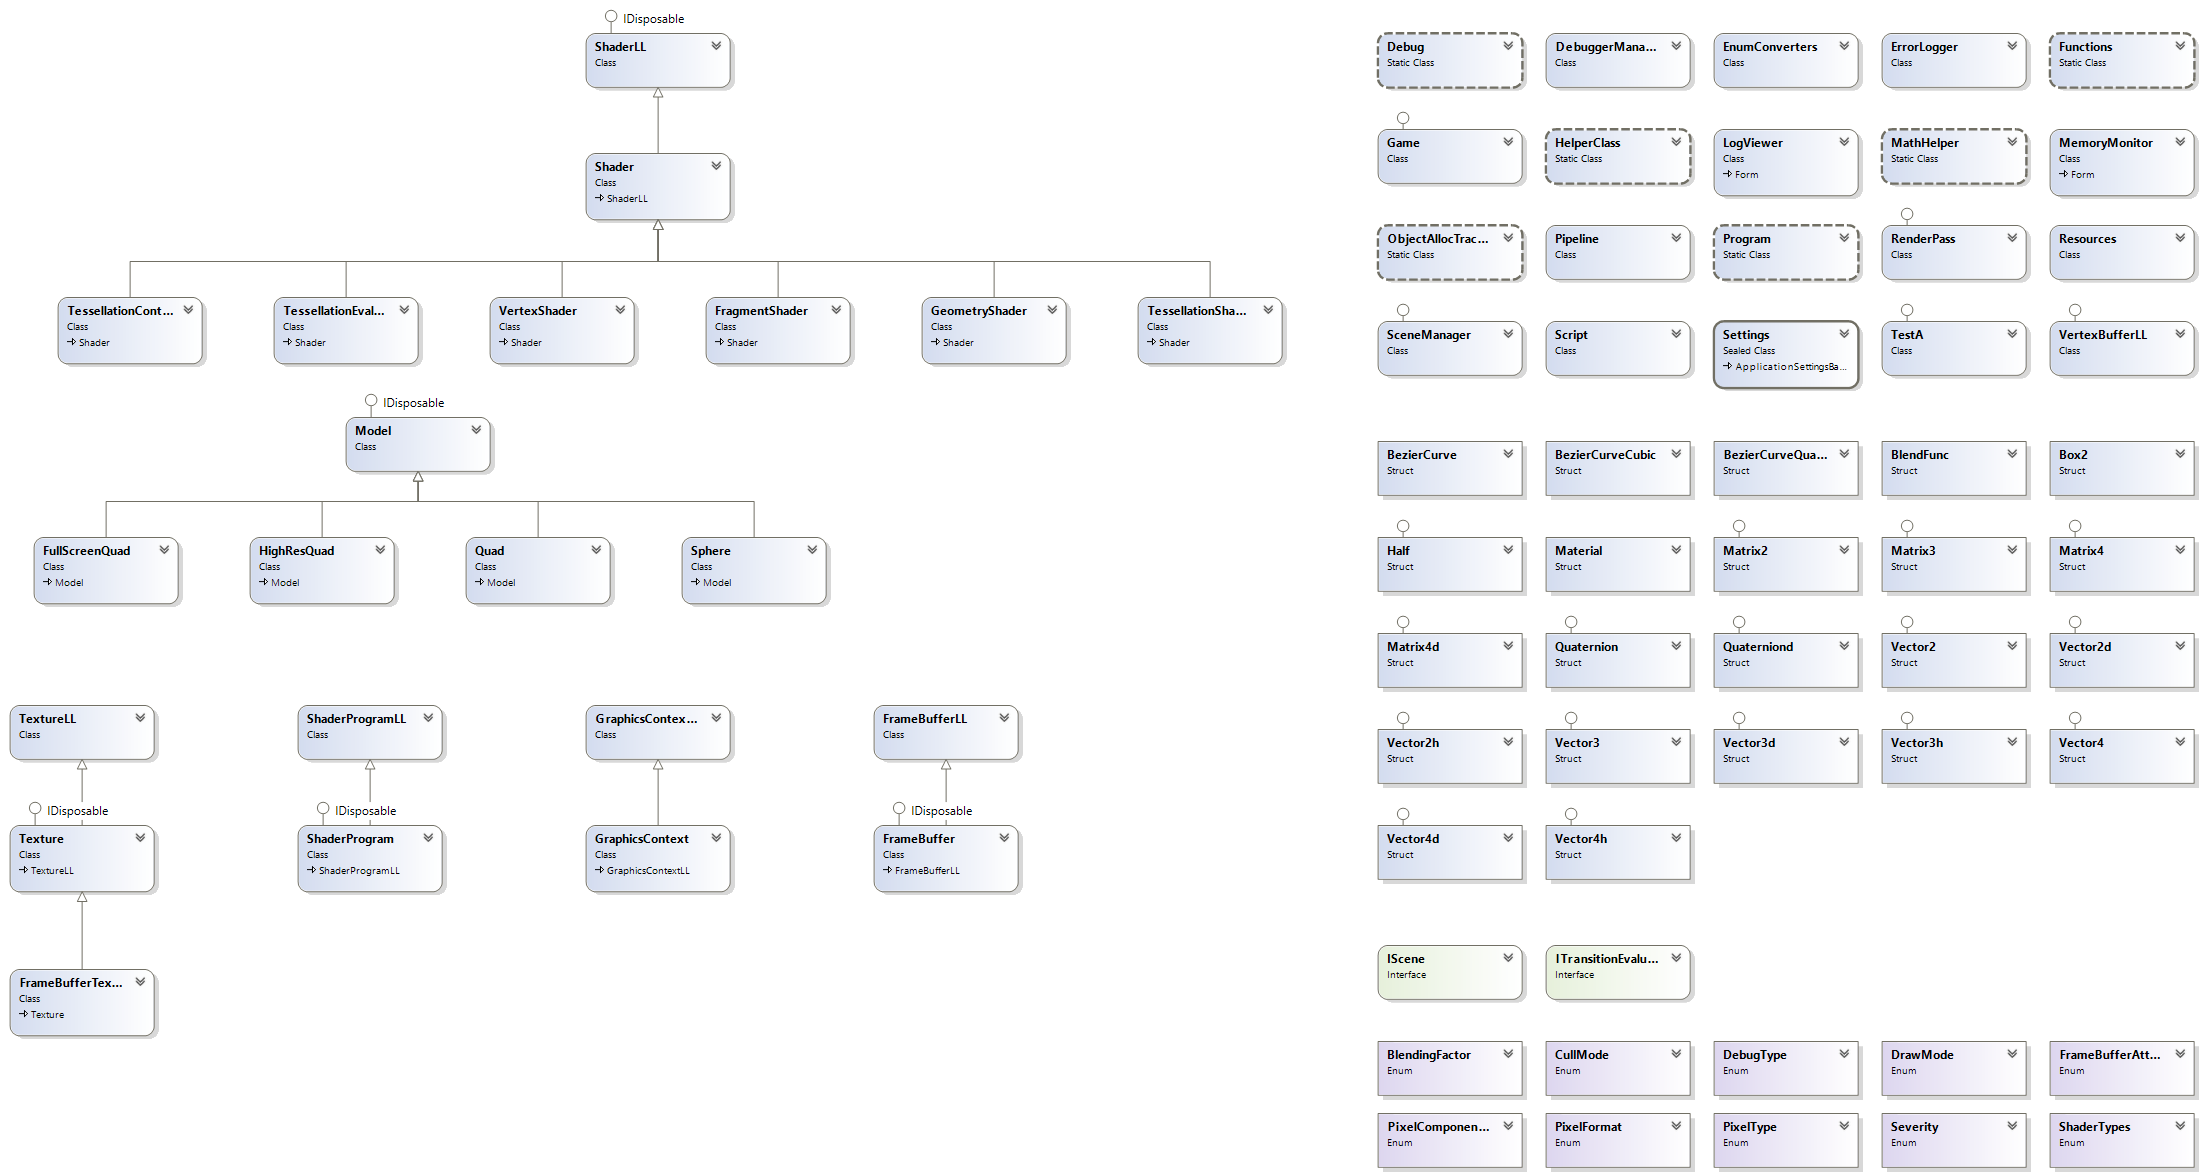 IDisposable
ShaderLL
Class
Shader
Class
ShaderLL
TessellationCont...
Class
Shader
TessellationEval...
Class
Shader
VertexShader
Class
Shader
FragmentShader
Class
Shader
GeometryShader
Class
Shader
TessellationSha...
Class
Shader
IDisposable
Model
Class
FullScreenQuad
Class
Model
HighResQuad
Class
Model
Quad
Class
Model
Sphere
Class
Model
TextureLL
Class
ShaderProgramLL
Class
GraphicsContex...
Class
FrameBufferLL
Class
IDisposable
Texture
Class
TextureLL
IDisposable
ShaderProgram
Class
ShaderProgramLL
GraphicsContext
Class
GraphicsContextLL
IDisposable
FrameBuffer
Class
FrameBufferLL
FrameBufferTex...
Class
Texture
Debug
Static Class
DebuggerMana...
Class
EnumConverters
Class
ErrorLogger
Class
Functions
Static Class
Game
Class
HelperClass
Static Class
LogViewer
Class
Form
MathHelper
Static Class
MemoryMonitor
Class
Form
ObjectAllocTrac...
Static Class
Pipeline
Class
Program
Static Class
RenderPass
Class
Resources
Class
SceneManager
Class
Script
Class
Settings
Sealed Class
ApplicationSettingsBa...
TestA
Class
VertexBufferLL
Class
BezierCurve
Struct
BezierCurveCubic
Struct
BezierCurveQua...
Struct
BlendFunc
Struct
Box2
Struct
Half
Struct
Material
Struct
Matrix2
Struct
Matrix3
Struct
Matrix4
Struct
Matrix4d
Struct
Quaternion
Struct
Quaterniond
Struct
Vector2
Struct
Vector2d
Struct
Vector2h
Struct
Vector3
Struct
Vector3d
Struct
Vector3h
Struct
Vector4
Struct
Vector4d
Struct
Vector4h
Struct
IScene
Interface
ITransitionEvalu...
Interface
BlendingFactor
Enum
CullMode
Enum
DebugType
Enum
DrawMode
Enum
FrameBufferAtt...
Enum
PixelComponen...
Enum
PixelFormat
Enum
PixelType
Enum
Severity
Enum
ShaderTypes
Enum